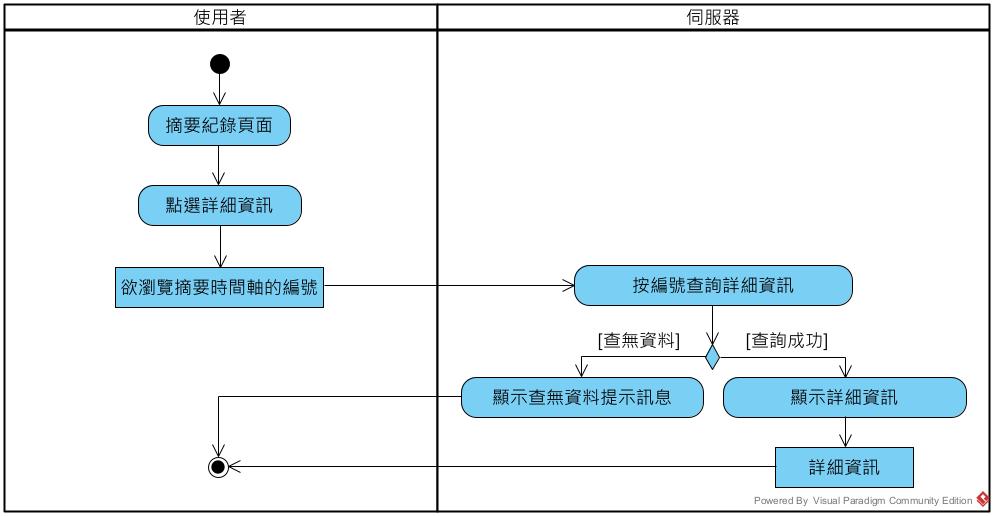 使用者
伺服器
摘要紀錄頁面
點選詳細資訊
欲瀏覽摘要時間軸的編號
按編號查詢詳細資訊
[查無資料]
[查詢成功]
顯示查無資料提示訊息
顯示詳細資訊
詳細資訊
Powered By Visual Paradigm Community Edition